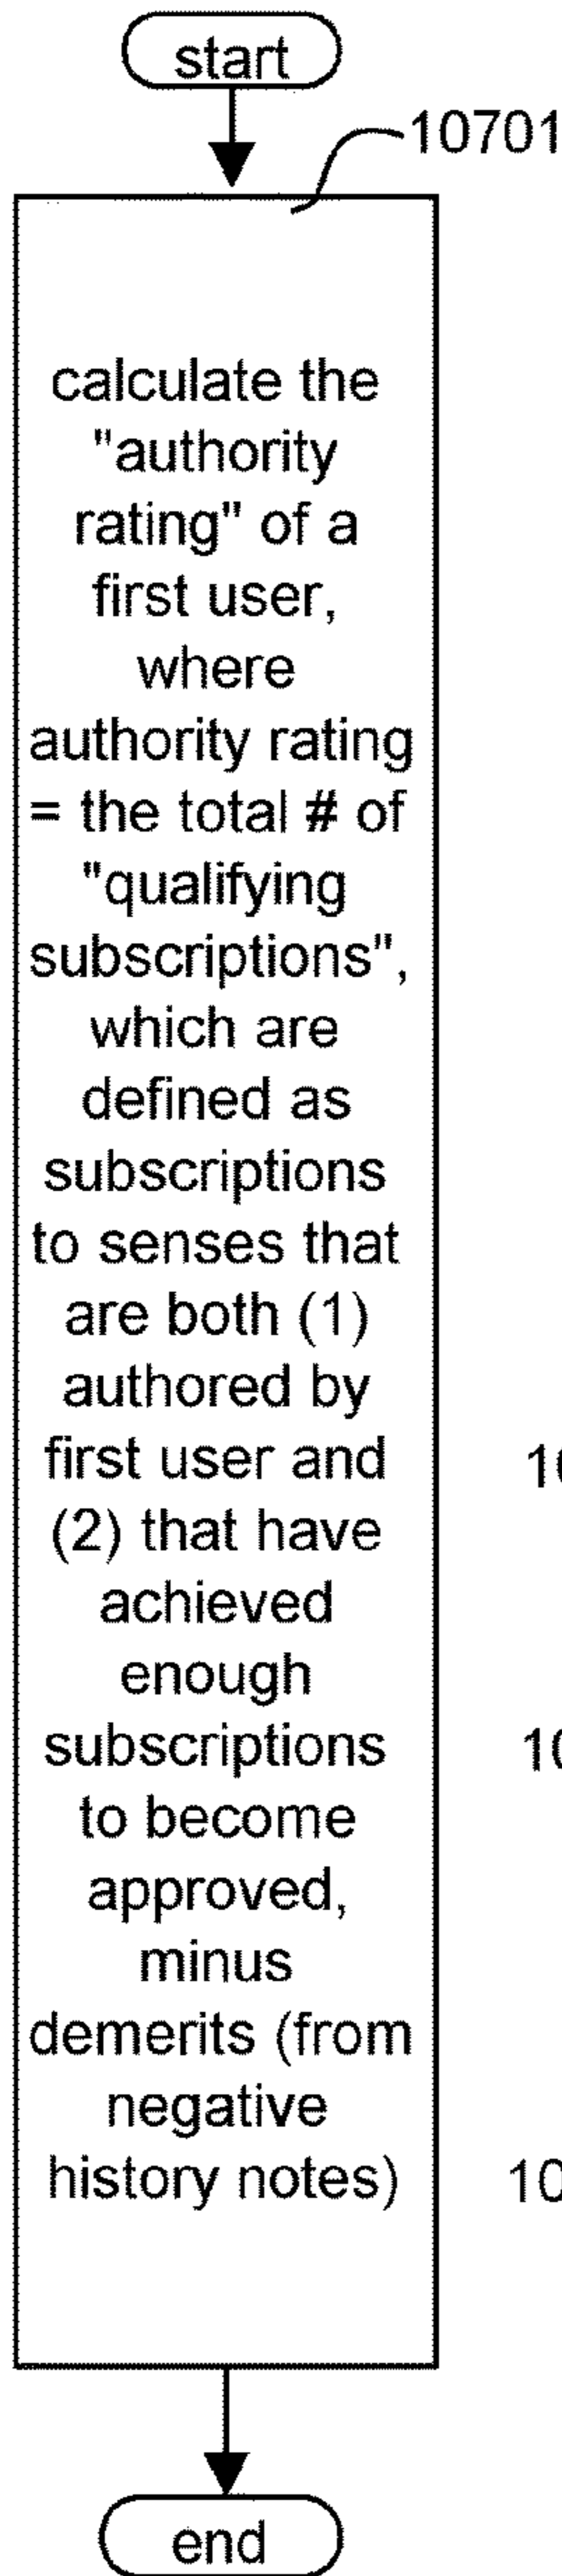 start
10701
calculate the
"authority
rating" of a
first user,
where
authority rating
= the total # of
"qualifying
subscriptions",
which are
defined as
subscriptions
to senses that
are both (1)
authored by
first user and
(2) that have
achieved
enough
subscriptions
to become
approved,
minus
demerits (from
negative
history notes)
end